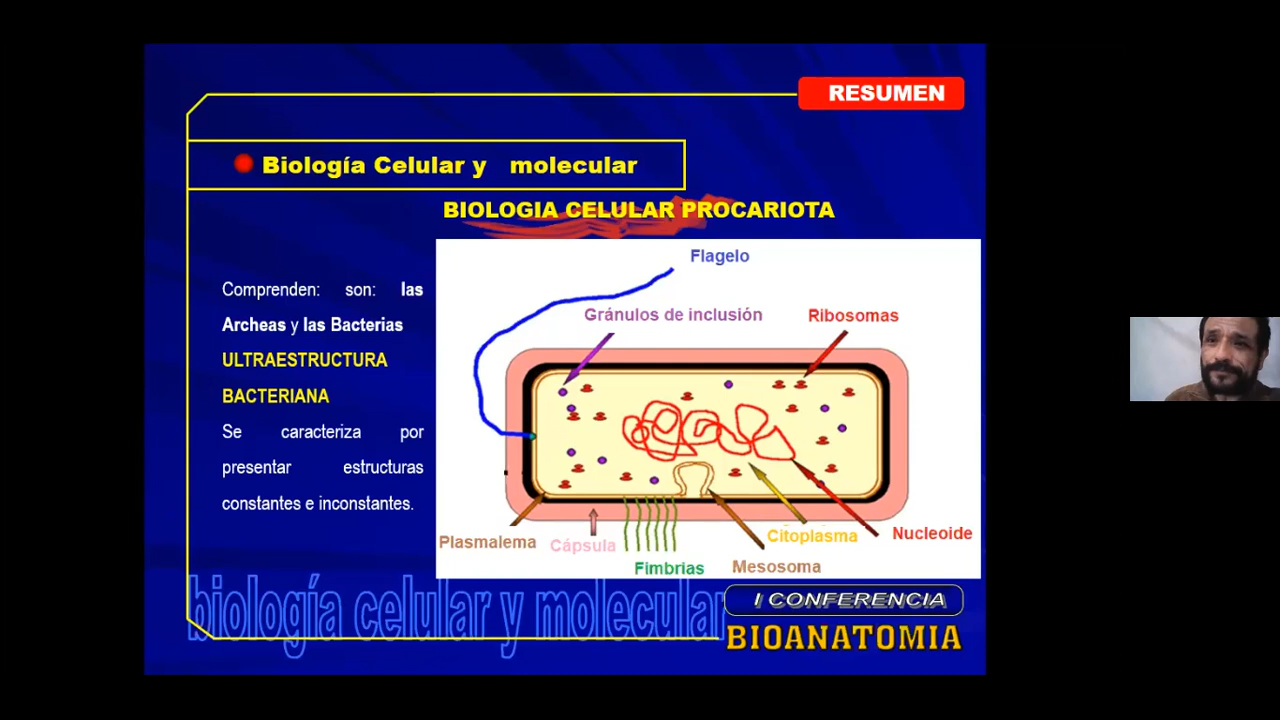 RESUMEN
Biología Celular y molecular
BIOLOGIA CELULAR PROCARIOTA
Comprenden: son: las
Archeas y las Bacterias
ULTRAESTRUCTURA
BACTERIANA
Se caracteriza por
presentar estructuras
constantes e inconstantes.
Flagelo
Gránulos de inclusión
Ribosomas
Plasmalema
Cápsula
Fimbrias
Mesosoma
Citoplasma
Nucleoide
biología celular y molecular
I CONFERENCIA
BIOANATOMIA